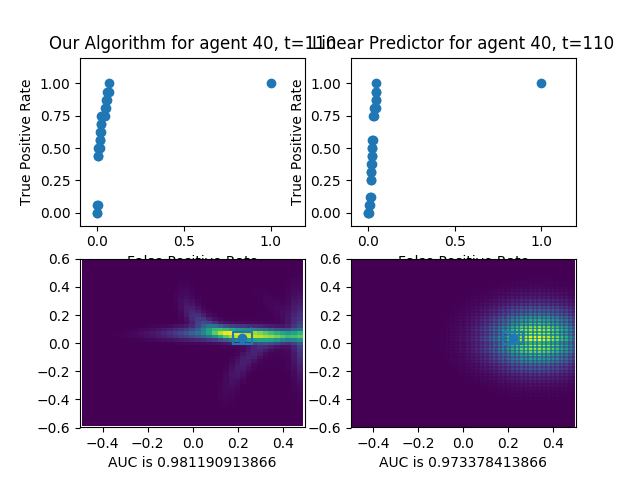 Our Algorithm for agent 40, t=110
Linear Predictor for agent 40, t=110
True Positive Rate
1.00
0.75
0.50
0.25
0.00
0.0 0.5 1.0
False Positive Rate
True Positive Rate
1.00
0.75
0.50
0.25
0.00
0.0 0.5 1.0
False Positive Rate
0.6
0.4
0.2
0.0
−0.2
−0.4
−0.6
−0.4 −0.2 0.0 0.2 0.4
AUC is 0.981190913866
0.6
0.4
0.2
0.0
−0.2
−0.4
−0.6
−0.4 −0.2 0.0 0.2 0.4
AUC is 0.973378413866